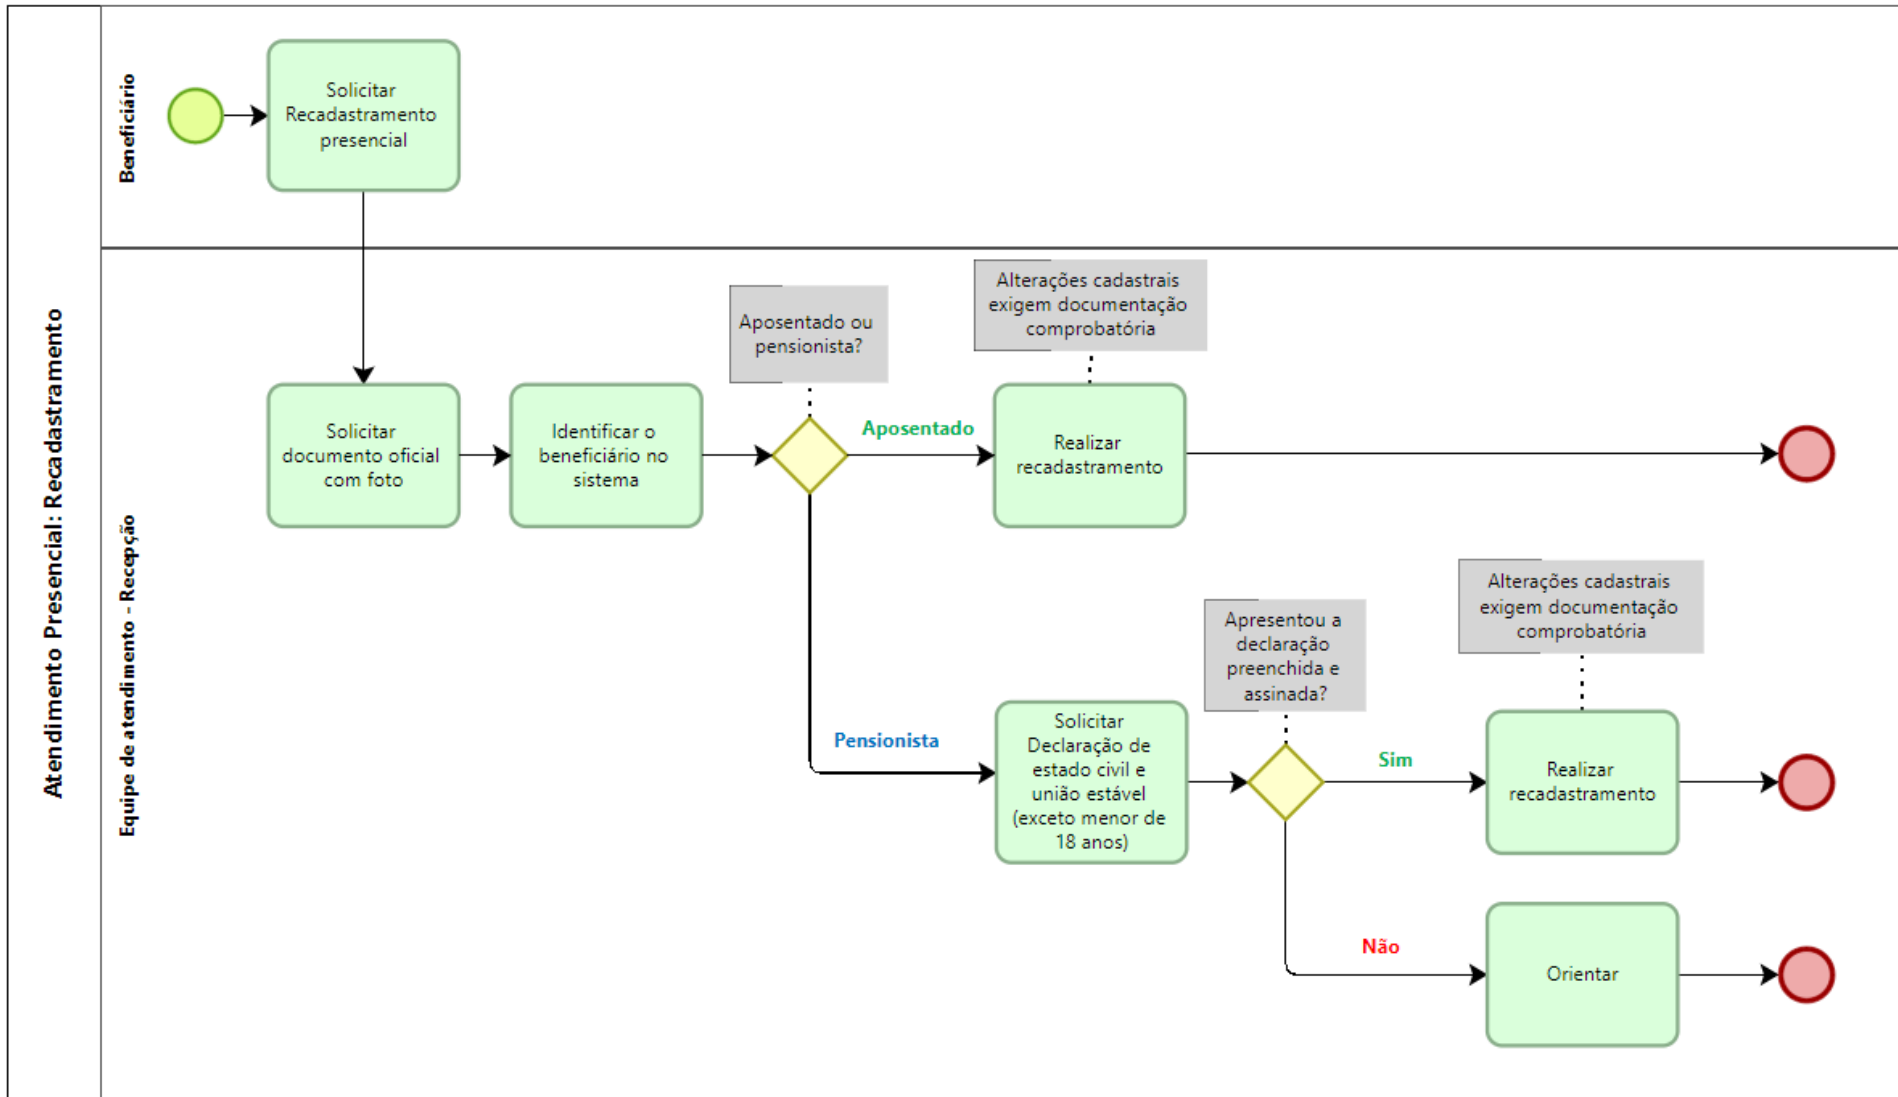 Atendimento Presencial: Recadastramento
Beneficiário
Solicitar
Recadastramento
presencial
Equipe de atendimento - Recepção
Solicitar
documento oficial
com foto
Identificar o
beneficiário no
sistema
Aposentado ou
pensionista?
Aposentado
Alterações cadastrais
exigem documentação
comprobatória
Realizar
recadastramento
Pensionista
Solicitar
Declaração de
estado civil e
união estável
(exceto menor de
18 anos)
Apresentou a
declaração
preenchida e
assinada?
Sim
Alterações cadastrais
exigem documentação
comprobatória
Realizar
recadastramento
Não
Orientar